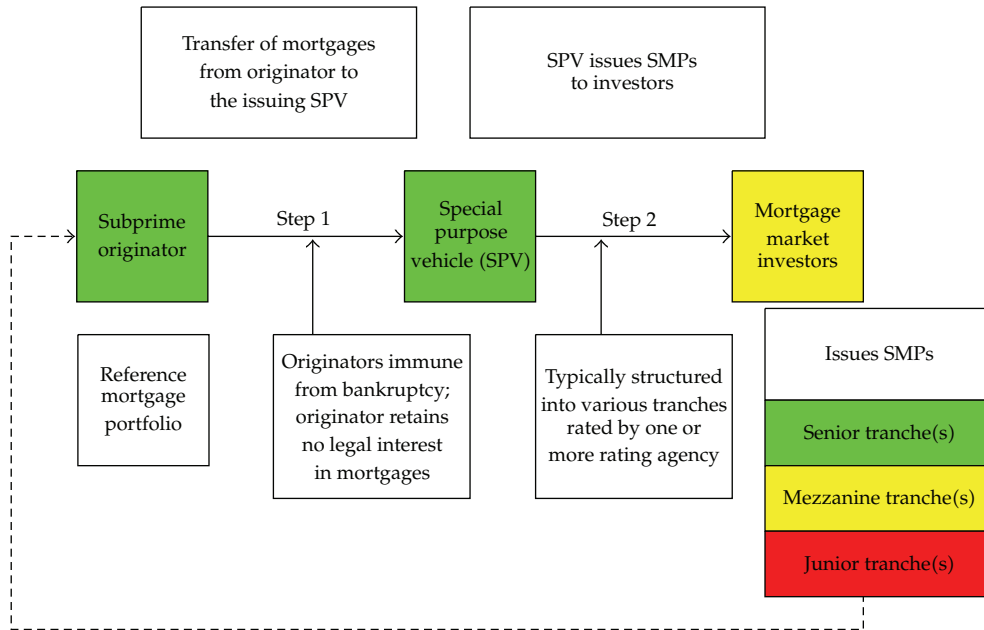 Transfer of mortgages
from originator to
the issuing SPV
SPV issues SMPs
to investors
Subprime
originator
Step 1
Special
purpose
vehicle (SPV)
Step 2
Mortgage
market
investors
Reference
mortgage
portfolio
Originators immune
from bankruptcy;
originator retains
no legal interest
in mortgages
Typically structured
into various tranches
rated by one or
more rating agency
Issues SMPs
Senior tranche(s)
Mezzanine tranche(s)
Junior tranche(s)